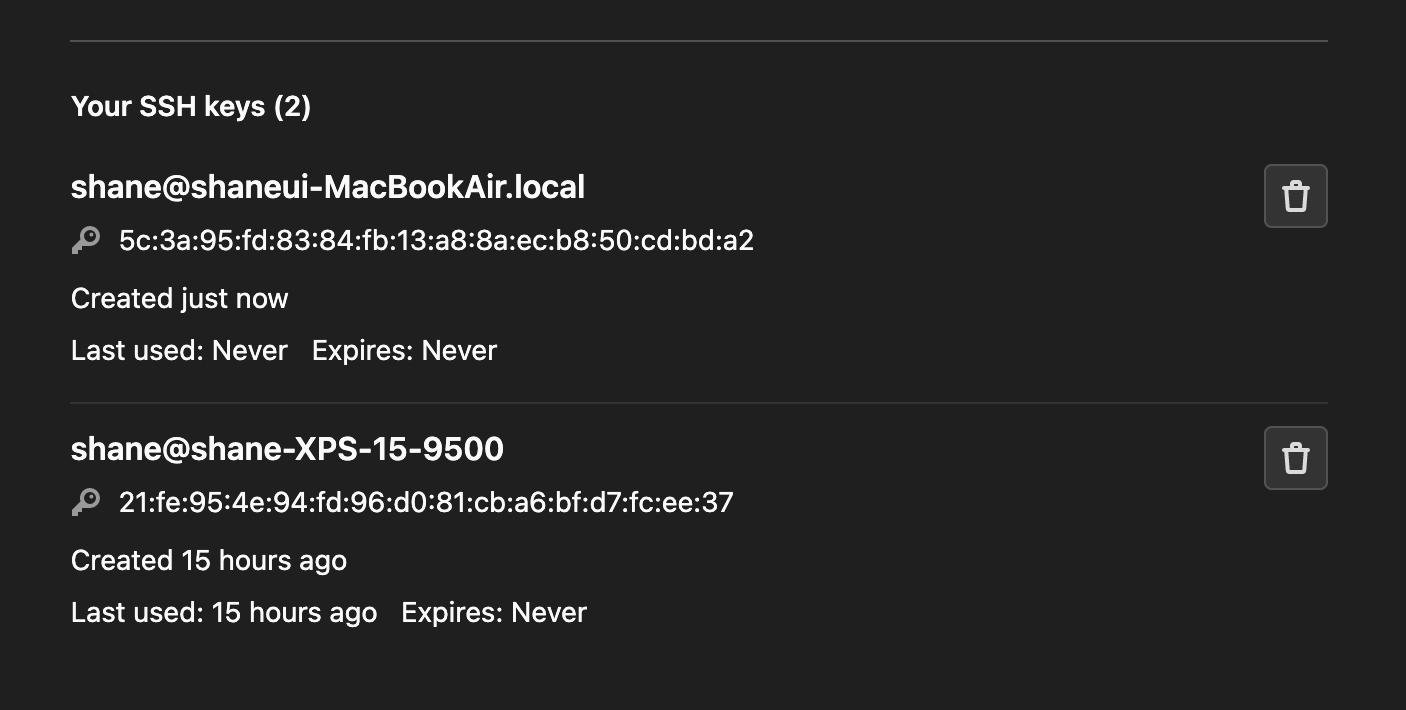 Your SSH keys (2)
shane@shaneui-MacBookAir.local
5c:3a:95:fd:83:84:fb:13:a8:8a:ec:b8:50:cd:bd:a2
Created just now
Last used: Never Expires: Never
shane@shane-XPS-15-9500
21:fe:95:4e:94:fd:96:d0:81:cb:a6:bf:d7:fc:ee:37
Created 15 hours ago
Last used: 15 hours ago Expires: Never